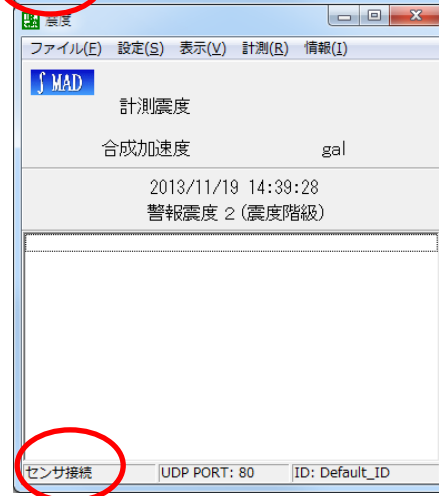 震度
ファイル(F) 設定(S) 表示(V) 計測(R) 情報(I)
∫MAD
計測震度
合成加速度 gal
2013/11/19 14:39:28
警報震度 2 (震度階級)
センサ接続 UDP PORT: 80 ID: Default_ID